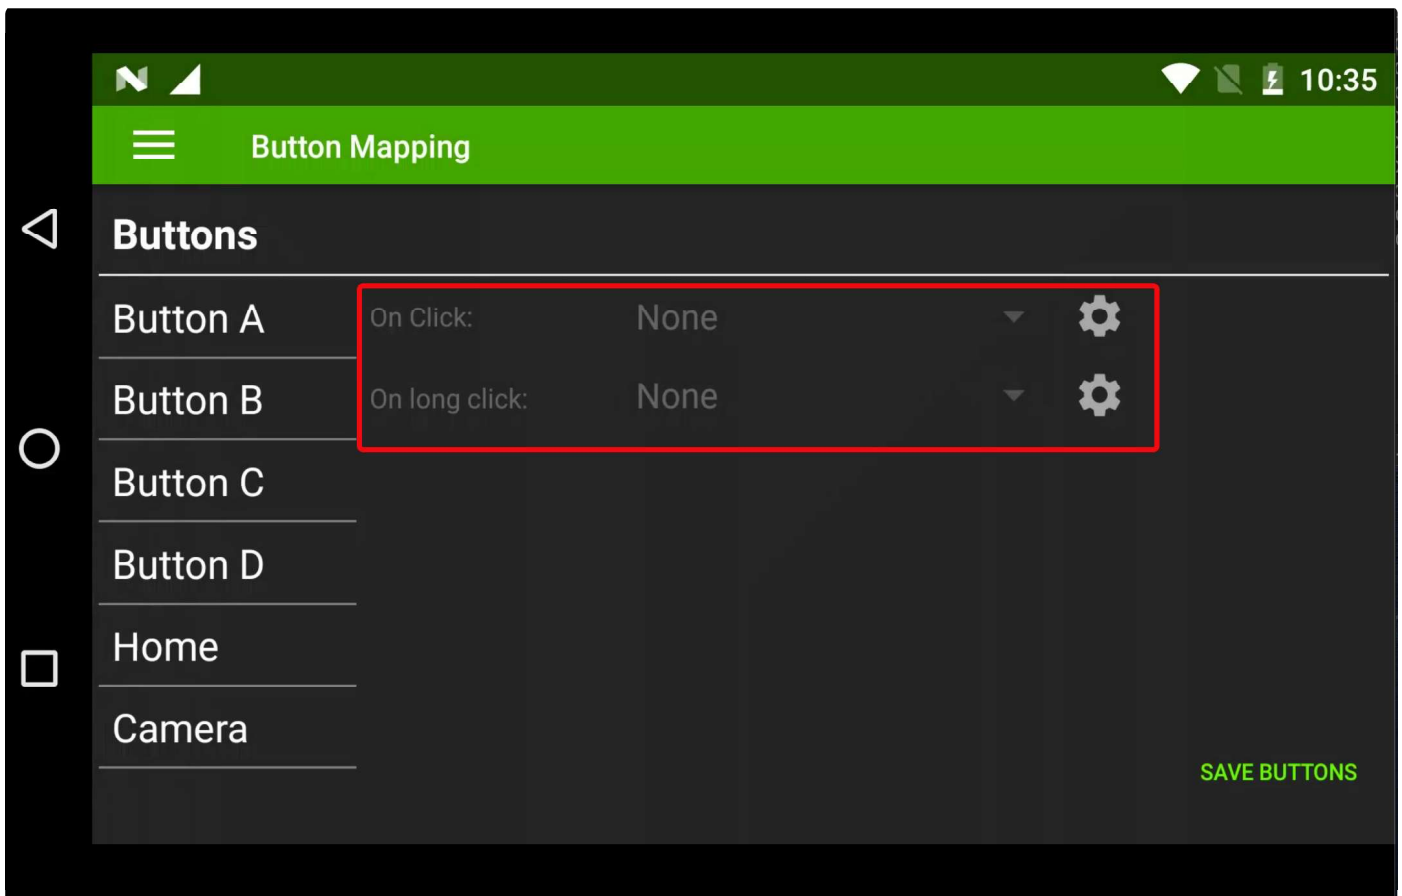 10:35
Button Mapping
Buttons
Button A On Click: None
Button B On long click: None
Button C
Button D
Home
Camera
SAVE BUTTONS